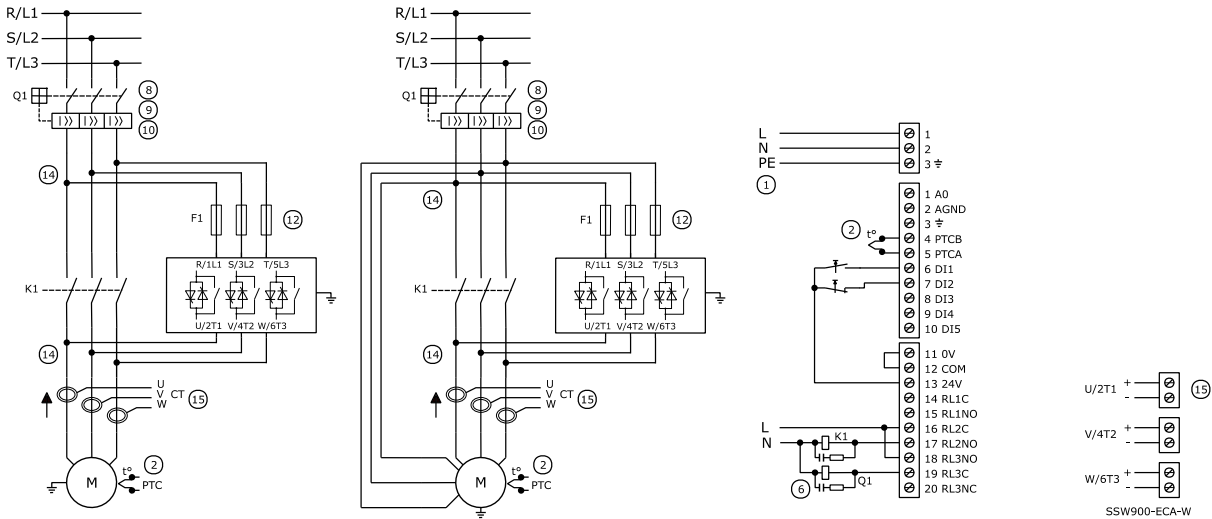 R/L1
S/L2
T/L3
Q1
8
9
10
I >>
I >>
I >>
14
F1
12
R/1L1 S/3L2 T/5L3
K1
U/2T1 V/4T2 W/6T3
14
U
V CT
W
15
M
t°
PTC
2
R/L1
S/L2
T/L3
Q1
8
9
10
I >>
I >>
I >>
14
F1
12
R/1L1 S/3L2 T/5L3
K1
U/2T1 V/4T2 W/6T3
14
U
V CT
W
15
M
t°
PTC
2
L
N
PE
1
1
2
3
2
t°
1 A0
2 AGND
3
4 PTCB
5 PTCA
6 DI1
7 DI2
8 DI3
9 DI4
10 DI5
11 0V
12 COM
13 24V
14 RL1C
15 RL1NO
16 RL2C
17 RL2NO
18 RL3NO
19 RL3C
20 RL3NC
L
N
K1
6
Q1
U/2T1 + -
15
V/4T2 + -
W/6T3 + -
SSW900-ECA-W